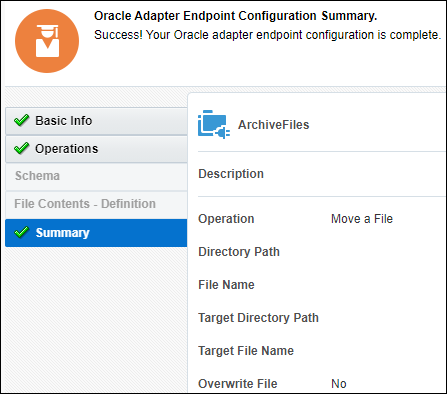 Oracle Adapter Endpoint Configuration Summary.
Success! Your Oracle adapter endpoint configuration is complete.
Basic Info
Operations
Schema
File Contents - Definition
Summary
ArchiveFiles
Description
Operation Move a File
Directory Path
File Name
Target Directory Path
Target File Name
Overwrite File No